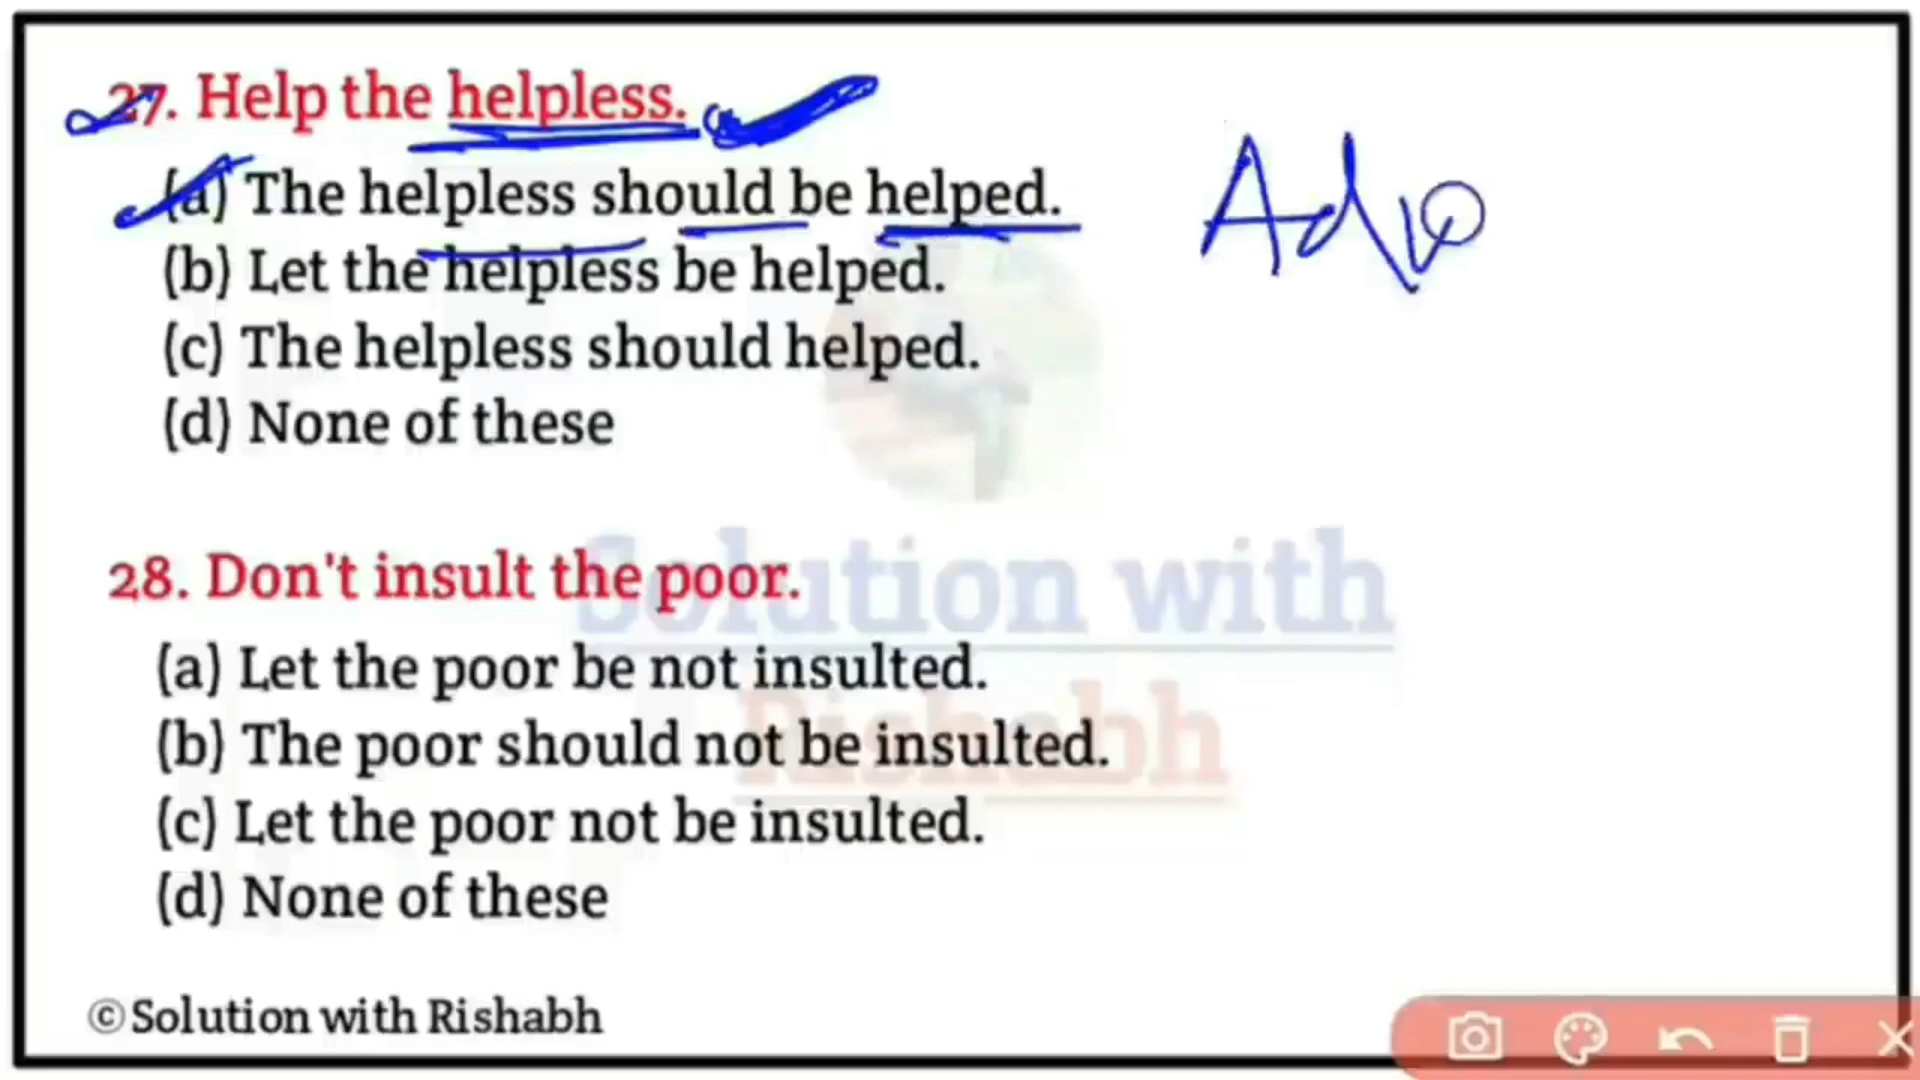 27. Help the helpless.
(a) The helpless should be helped.
Adv
(b) Let the helpless be helped.
(c) The helpless should helped.
(d) None of these
Solution with
Rishabh
28. Don't insult the poor.
(a) Let the poor be not insulted.
(b) The poor should not be insulted.
(c) Let the poor not be insulted.
(d) None of these
©Solution with Rishabh